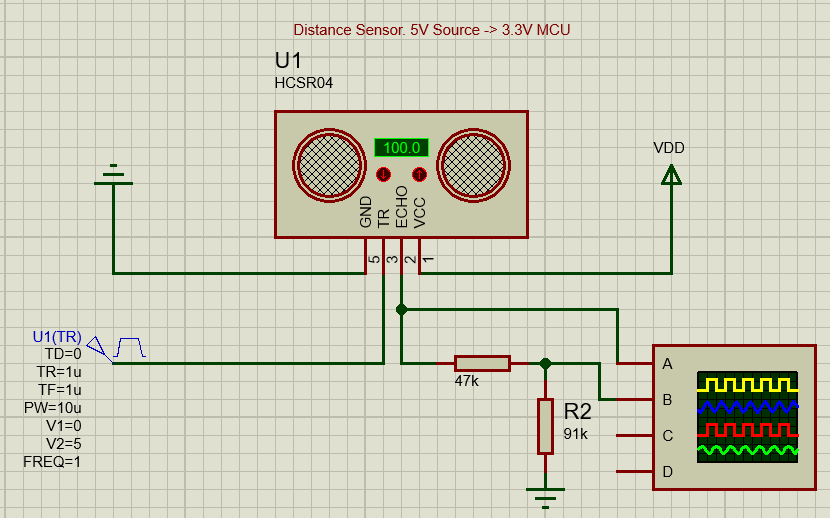 Distance Sensor. 5V Source -> 3.3V MCU
U1
HCSR04
100.0
VDD
GND
TR
ECHO
VCC
5
3
2
1
U1(TR)
TD=0
TR=1u
TF=1u
PW=10u
V1=0
V2=5
FREQ=1
47k
R2
91k
A
B
C
D